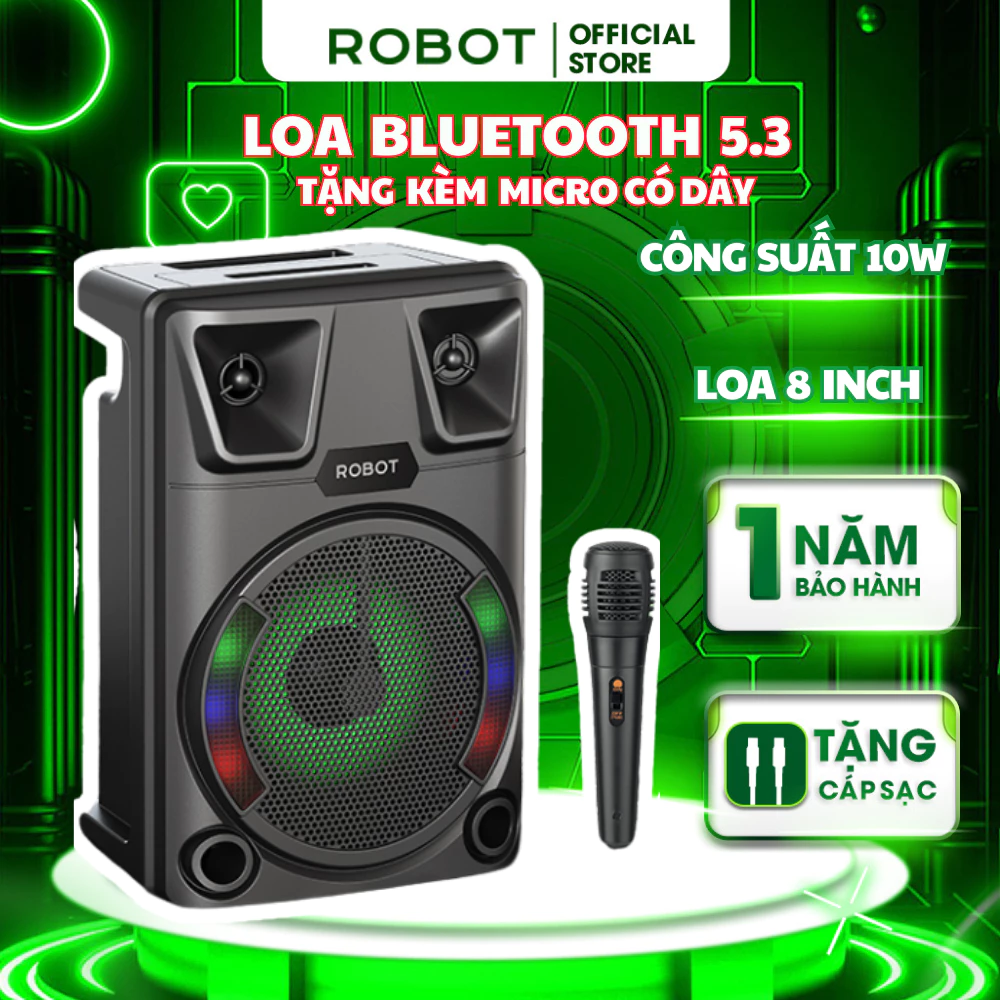 ROBOT
OFFICIAL
STORE
LOA BLUETOOTH 5.3
TẶNG KÈM MICRO CÓ DÂY
CÔNG SUẤT 10W
LOA 8 INCH
ROBOT
1 NĂM
BẢO HÀNH
TẶNG
CÁP SẠC